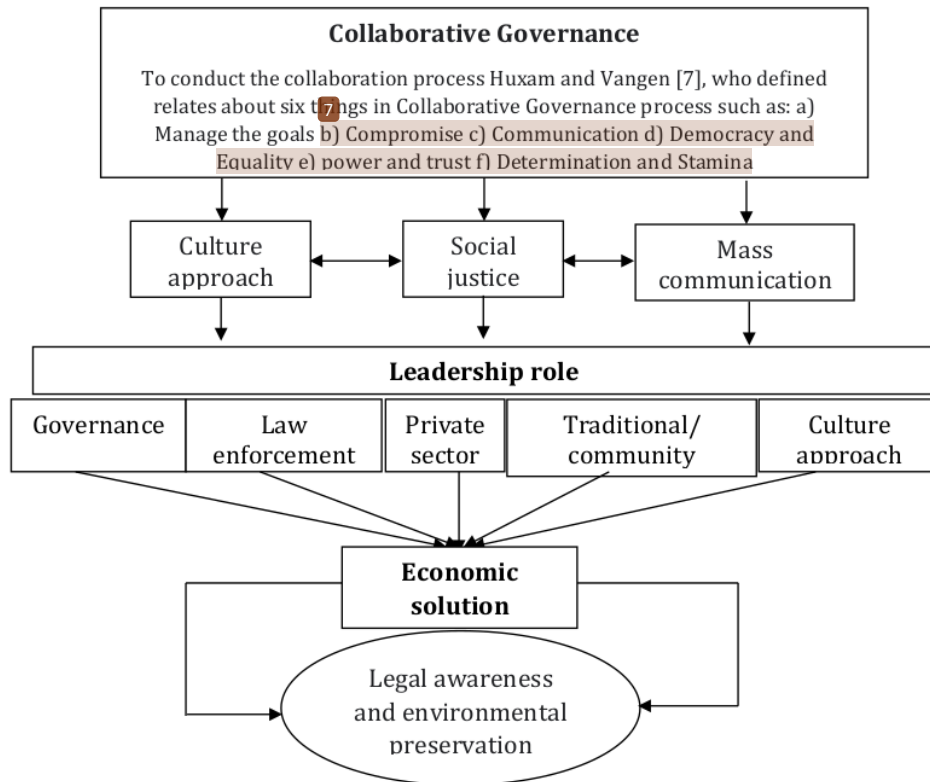 Collaborative Governance
To conduct the collaboration process Huxam and Vangen [7], who defined
relates about six things in Collaborative Governance process such as: a)
7
Manage the goals b) Compromise c) Communication d) Democracy and
Equality e) power and trust f) Determination and Stamina
Culture
approach
Social
justice
Mass
communication
Leadership role
Governance
Law
enforcement
Private
sector
Traditional/
community
Culture
approach
Economic
solution
Legal awareness
and environmental
preservation